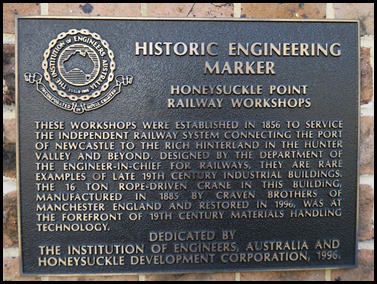 THE INSTITUTION OF ENGINEERS, AUSTRALIA
HISTORIC ENGINEERING
MARKER
HONEYSUCKLE POINT
RAILWAY WORKSHOPS
THESE WORKSHOPS WERE ESTABLISHED IN 1856 TO SERVICE
THE INDEPENDENT RAILWAY SYSTEM CONNECTING THE PORT
OF NEWCASTLE TO THE RICH HINTERLAND IN THE HUNTER
VALLEY AND BEYOND. DESIGNED BY THE DEPARTMENT OF
THE ENGINEER-IN-CHIEF FOR RAILWAYS, THEY ARE RARE
EXAMPLES OF LATE 19TH CENTURY INDUSTRIAL BUILDINGS.
THE 16 TON ROPE-DRIVEN CRANE IN THIS BUILDING,
MANUFACTURED IN 1885 BY CRAVEN BROTHERS OF
MANCHESTER ENGLAND AND RESTORED IN 1996, WAS AT
THE FOREFRONT OF 19TH CENTURY MATERIALS HANDLING
TECHNOLOGY.
DEDICATED BY
THE INSTITUTION OF ENGINEERS, AUSTRALIA AND
HONEYSUCKLE DEVELOPMENT CORPORATION, 1996.